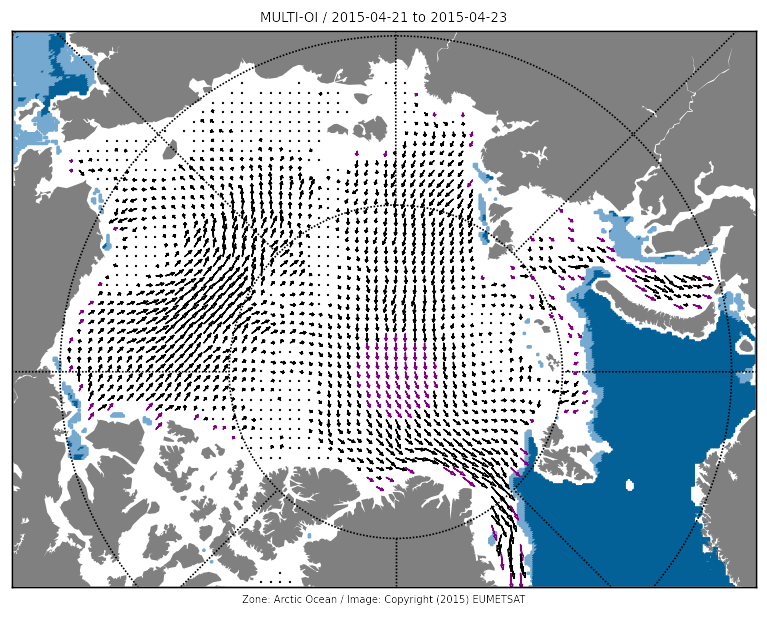 MULTI-OI / 2015-04-21 to 2015-04-23
Zone: Arctic Ocean / Image: Copyright (2015) EUMETSAT